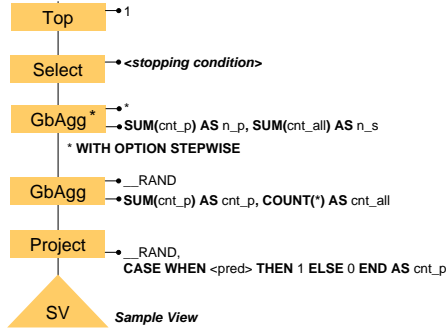 Top
1
Select
<stopping condition>
GbAgg*
*
SUM(cnt_p) AS n_p, SUM(cnt_all) AS n_s
* WITH OPTION STEPWISE
GbAgg
__RAND
SUM(cnt_p) AS cnt_p, COUNT(*) AS cnt_all
Project
__RAND,
CASE WHEN <pred> THEN 1 ELSE 0 END AS cnt_p
SV
Sample View